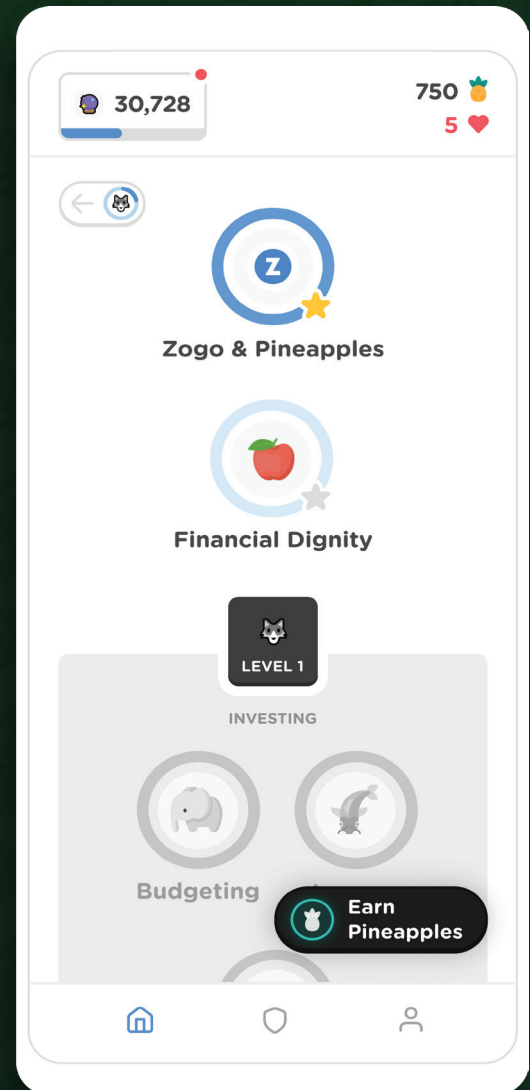 30,728
750
5
Z
Zogo & Pineapples
Financial Dignity
LEVEL 1
INVESTING
Budgeting
Earn
Pineapples